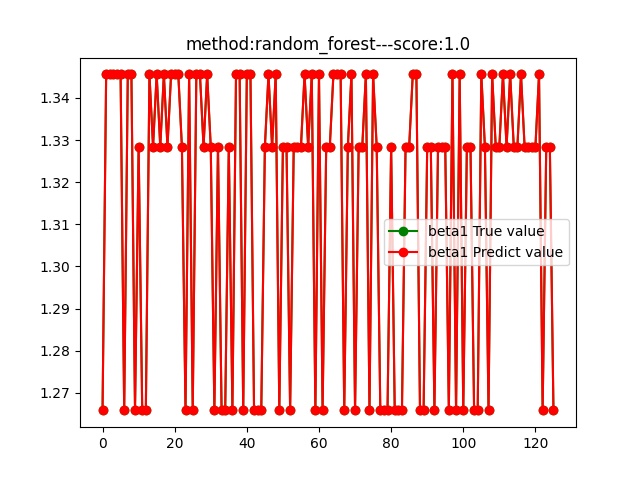 method:random_forest---score:1.0
1.34
1.33
1.32
1.31
1.30
1.29
1.28
1.27
beta1 True value
beta1 Predict value
0 20 40 60 80 100 120